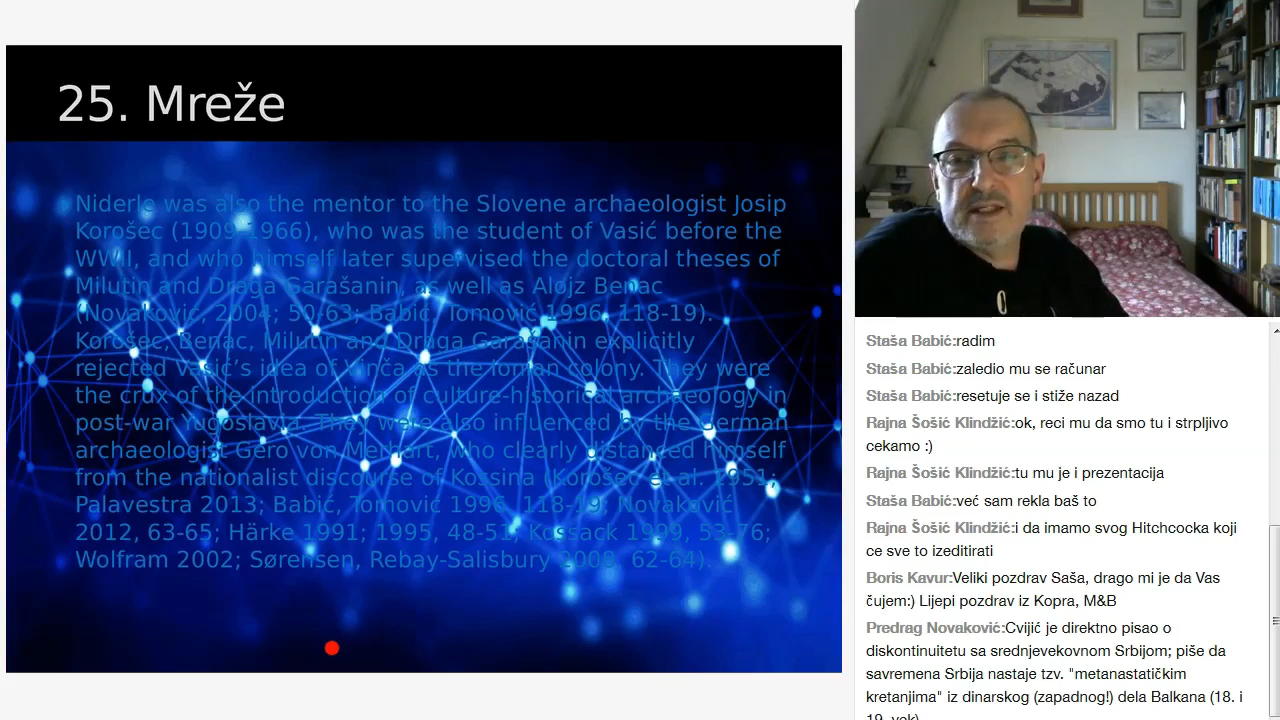 25. Mreže
Niderle was also the mentor to the Slovene archaeologist Josip
Korošec (1909-1966), who was the student of Vasić before the
WWII, and who himself later supervised the doctoral theses of
Milutin and Draga Garašanin, as well as Alojz Benac
(Novaković, 2004; 50/63; Babić, Tomović 1996, 118-19).
Korošec, Benac, Milutin and Draga Garašanin explicitly
rejected Vasić’s idea of Vinča as the Ionian colony. They were
the crux of the introduction of culture-historical archaeology in
post-war Yugoslavia. They were also influenced by the German
archaeologist Gero von Merhart, who clearly distanced himself
from the nationalist discourse of Kossina (Korošec et al. 1951;
Palavestra 2013; Babić, Tomović 1996, 118-19; Novaković
2012, 63-65; Härke 1991; 1995, 48-51; Kossack 1999, 53-76;
Wolfram 2002; Sørensen, Rebay-Salisbury 2008, 62-64).
Staša Babić:radim
Staša Babić:zaledio mu se računar
Staša Babić:resetuje se i stiže nazad
Rajna Šošić Klindžić:ok, reci mu da smo tu i strpljivo
cekamo :)
Rajna Šošić Klindžić:tu mu je i prezentacija
Staša Babić:već sam rekla baš to
Rajna Šošić Klindžić:i da imamo svog Hitchcocka koji
ce sve to izeditirati
Boris Kavur:Veliki pozdrav Saša, drago mi je da Vas
čujem:) Lijepi pozdrav iz Kopra, M&B
Predrag Novaković:Cvijić je direktno pisao o
diskontinuitetu sa srednjevekovnom Srbijom; piše da
savremena Srbija nastaje tzv. "metanastatičkim
kretanjima" iz dinarskog (zapadnog!) dela Balkana (18. i
19. vek)